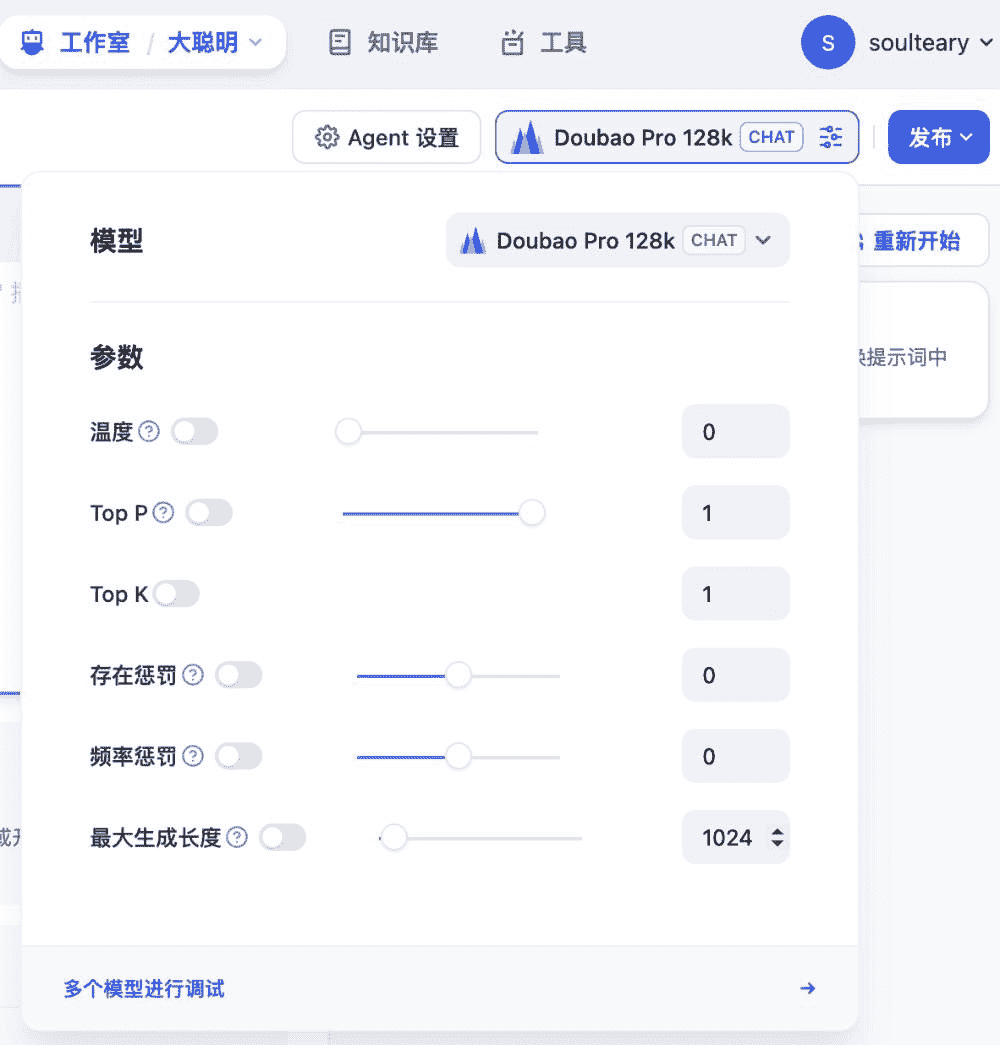 工作室 / 大聪明 知识库 工具 S soulteary
Agent 设置 Doubao Pro 128k CHAT 发布
模型 Doubao Pro 128k CHAT
重新开始
参数
提示词中
温度 0
Top P 1
Top K 1
存在惩罚 0
频率惩罚 0
最大生成长度 1024
多个模型进行调试 →